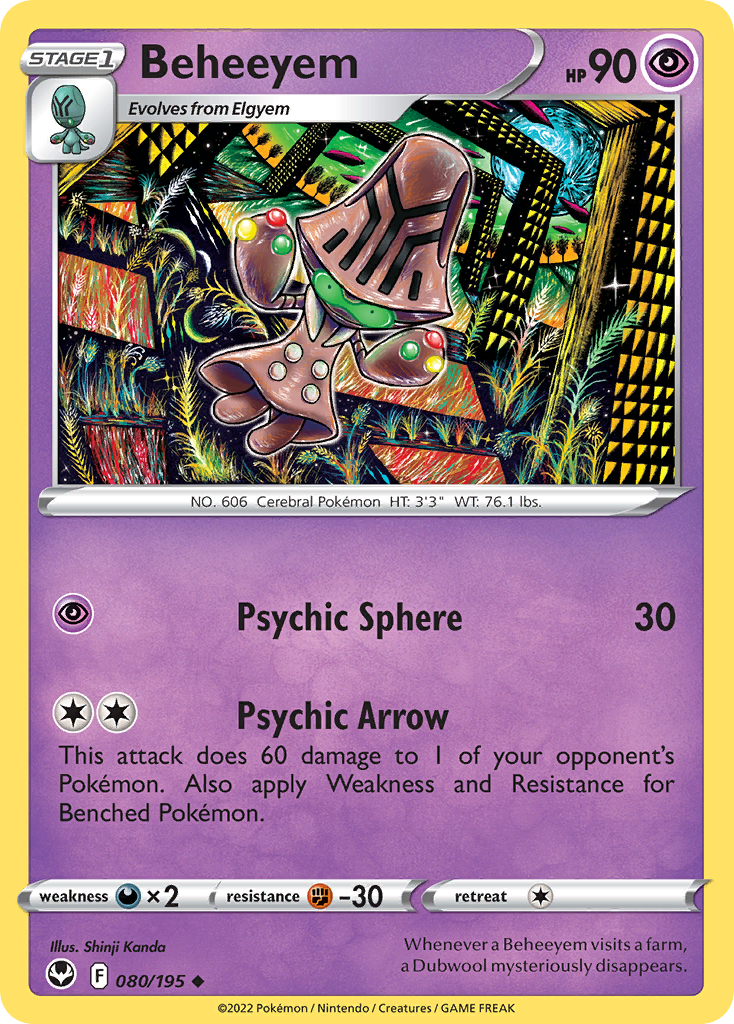 STAGE 1
Beheeyem
HP 90
Evolves from Elgyem
NO. 606 Cerebral Pokémon HT: 3'3" WT: 76.1 lbs.
Psychic Sphere 30
Psychic Arrow
This attack does 60 damage to 1 of your opponent's
Pokémon. Also apply Weakness and Resistance for
Benched Pokémon.
weakness ×2 resistance -30 retreat
Illus. Shinji Kanda
Whenever a Beheeyem visits a farm,
a Dubwool mysteriously disappears.
F 080/195
©2022 Pokémon / Nintendo / Creatures / GAME FREAK